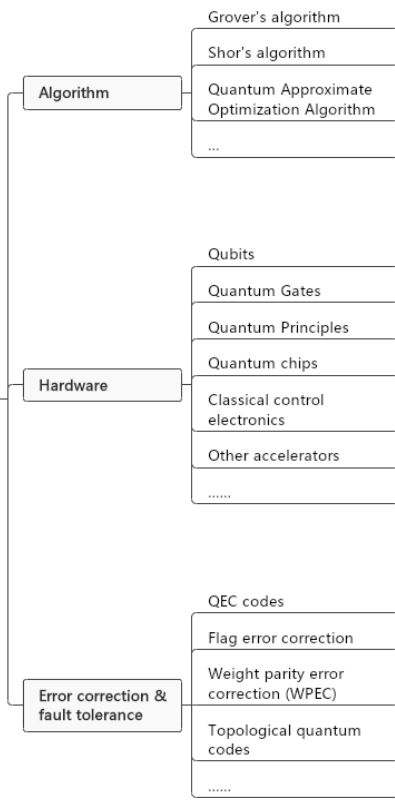 Grover's algorithm
Shor's algorithm
Algorithm
Quantum Approximate
Optimization Algorithm
...
Qubits
Quantum Gates
Quantum Principles
Quantum chips
Hardware
Classical control
electronics
Other accelerators
......
QEC codes
Flag error correction
Weight parity error
correction (WPEC)
Error correction &
fault tolerance
Topological quantum
codes
......